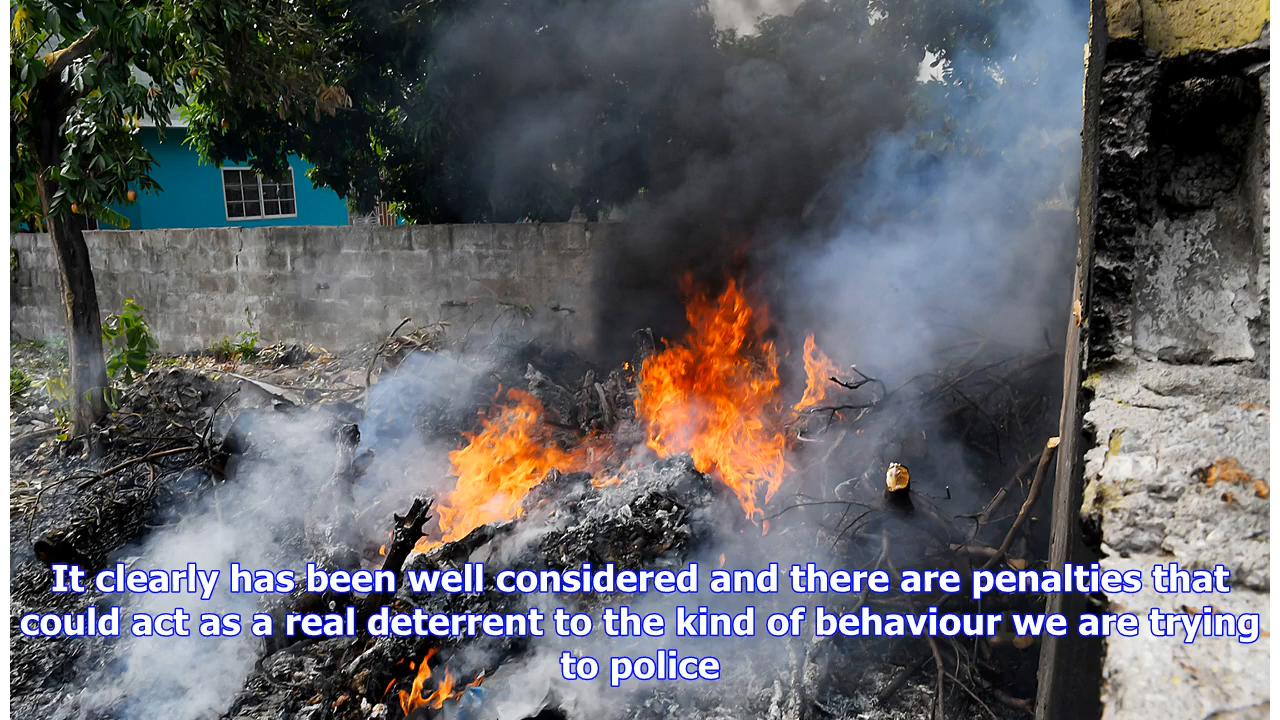 It clearly has been well considered and there are penalties that
could act as a real deterrent to the kind of behaviour we are trying
to police